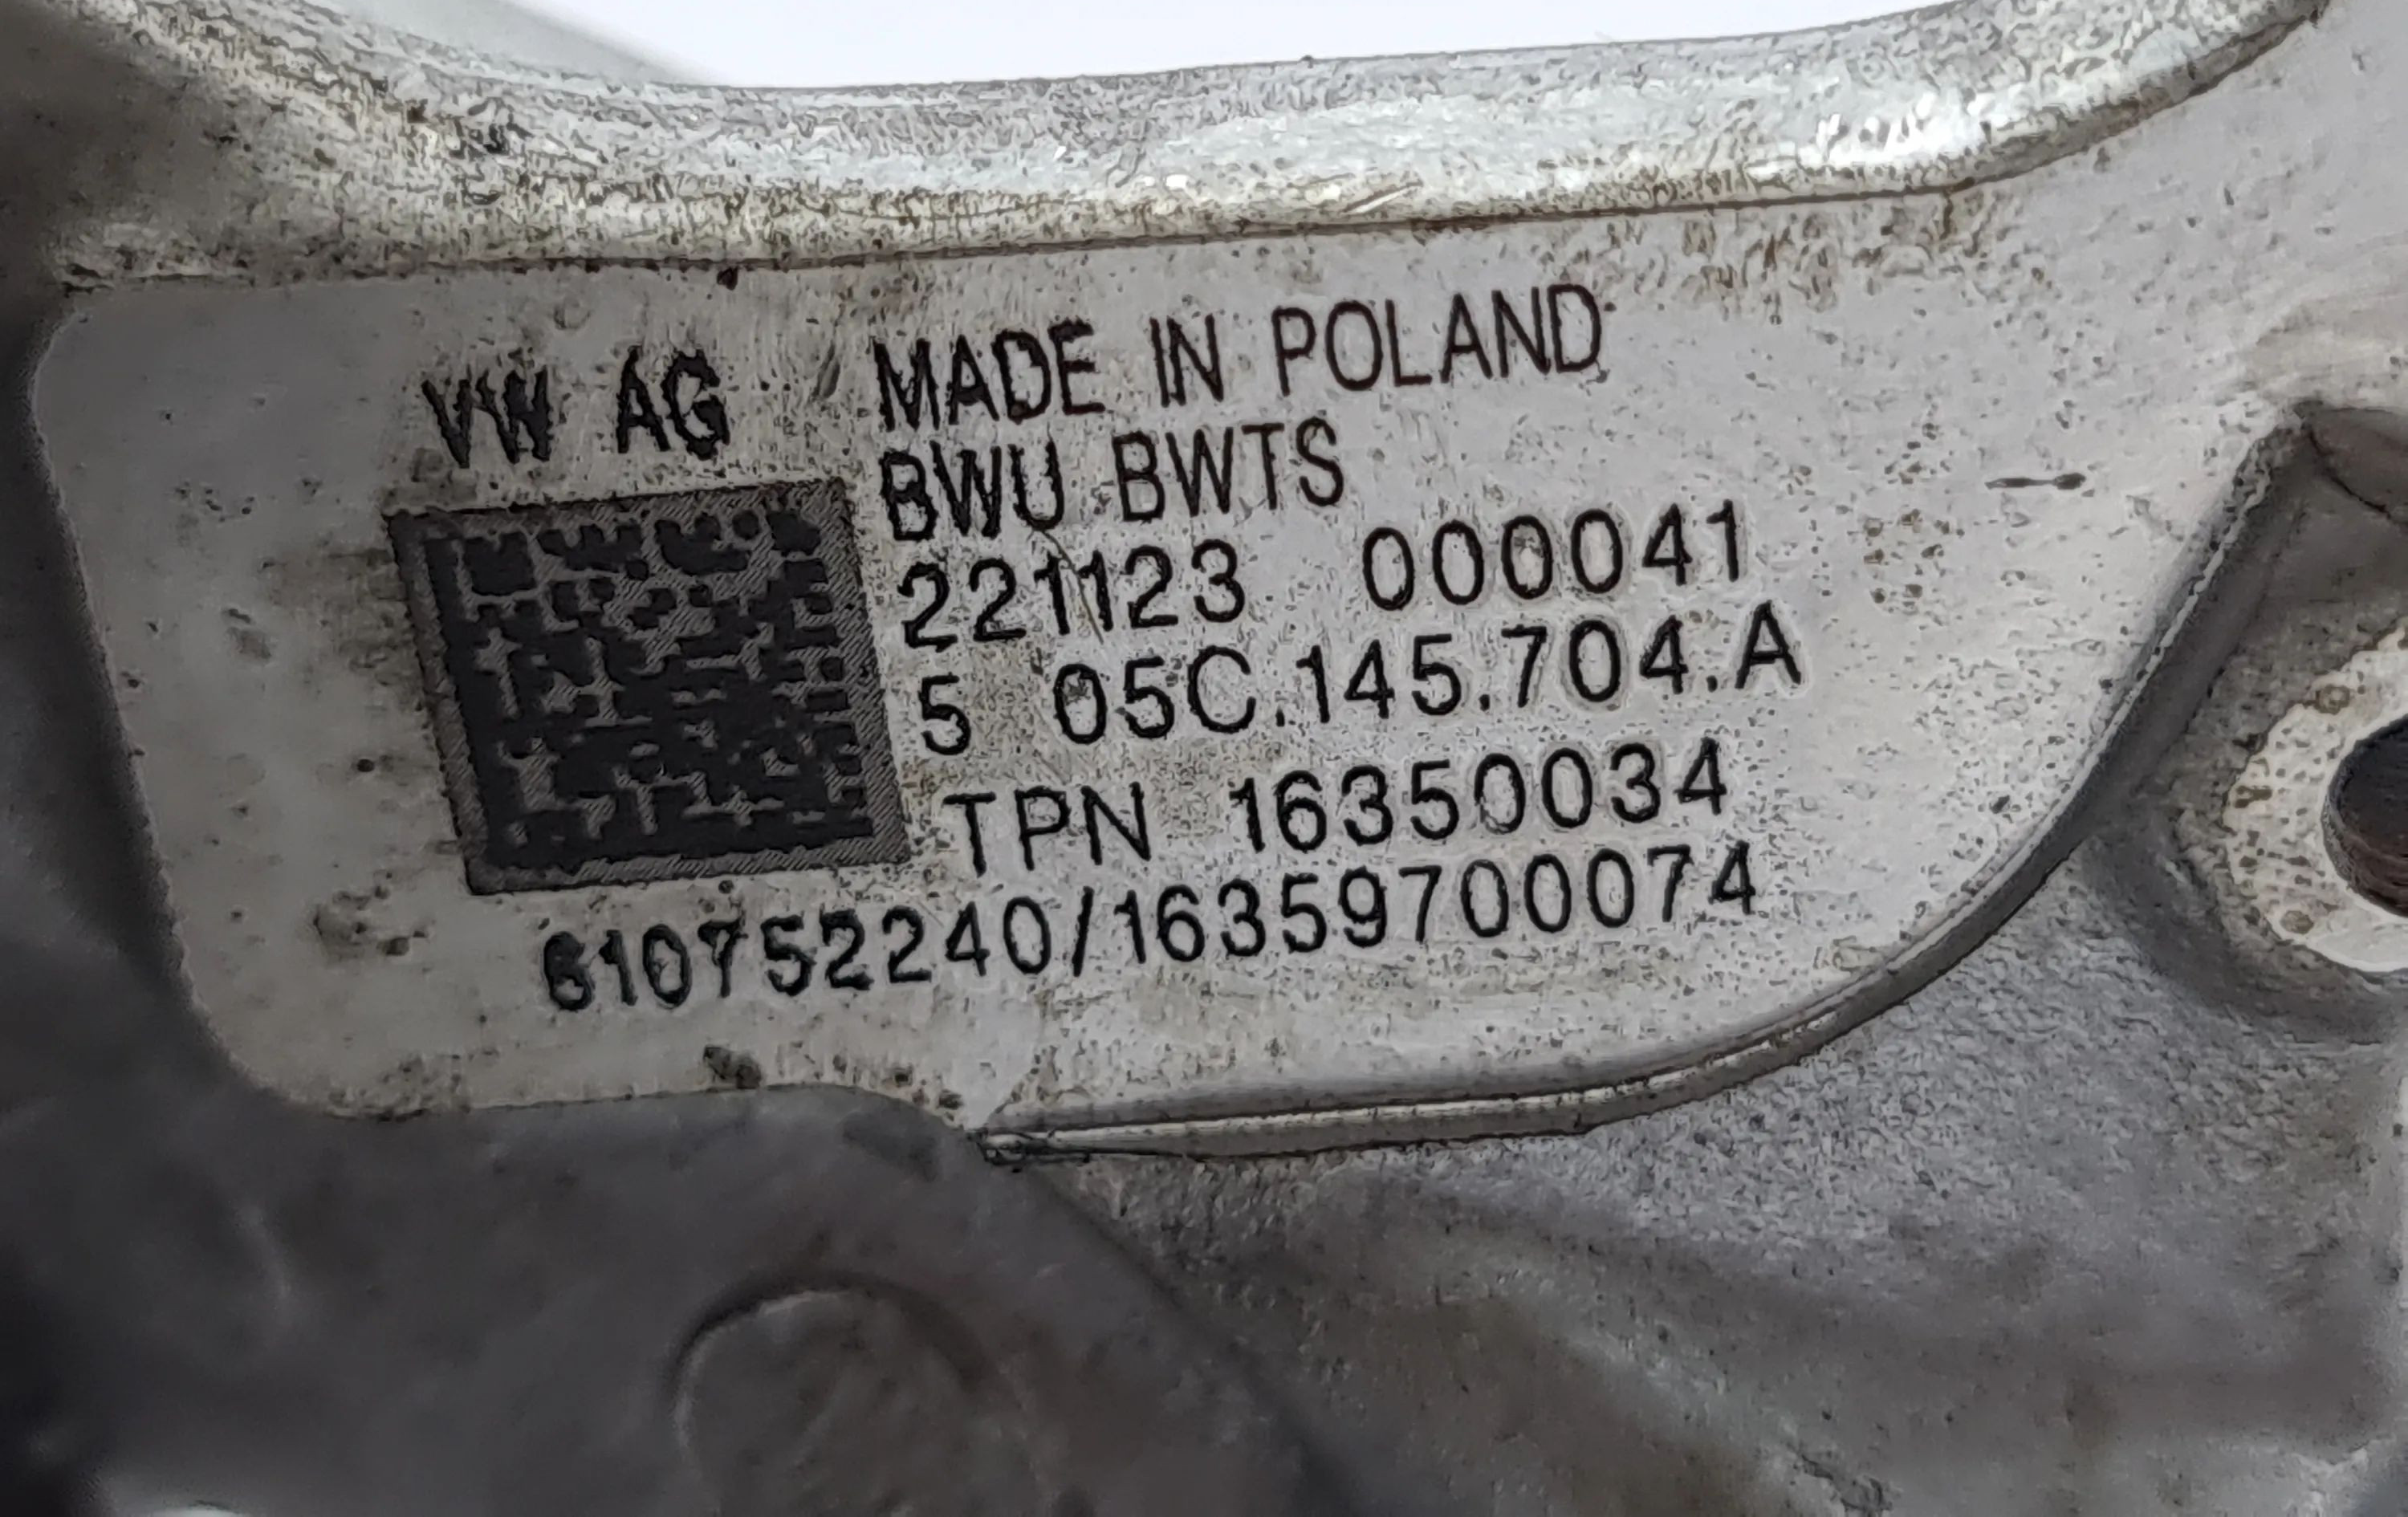 VW AG MADE IN POLAND
BWU BWTS
221123 000041
5 05C.145.704.A
TPN 16350034
610752240/16359700074